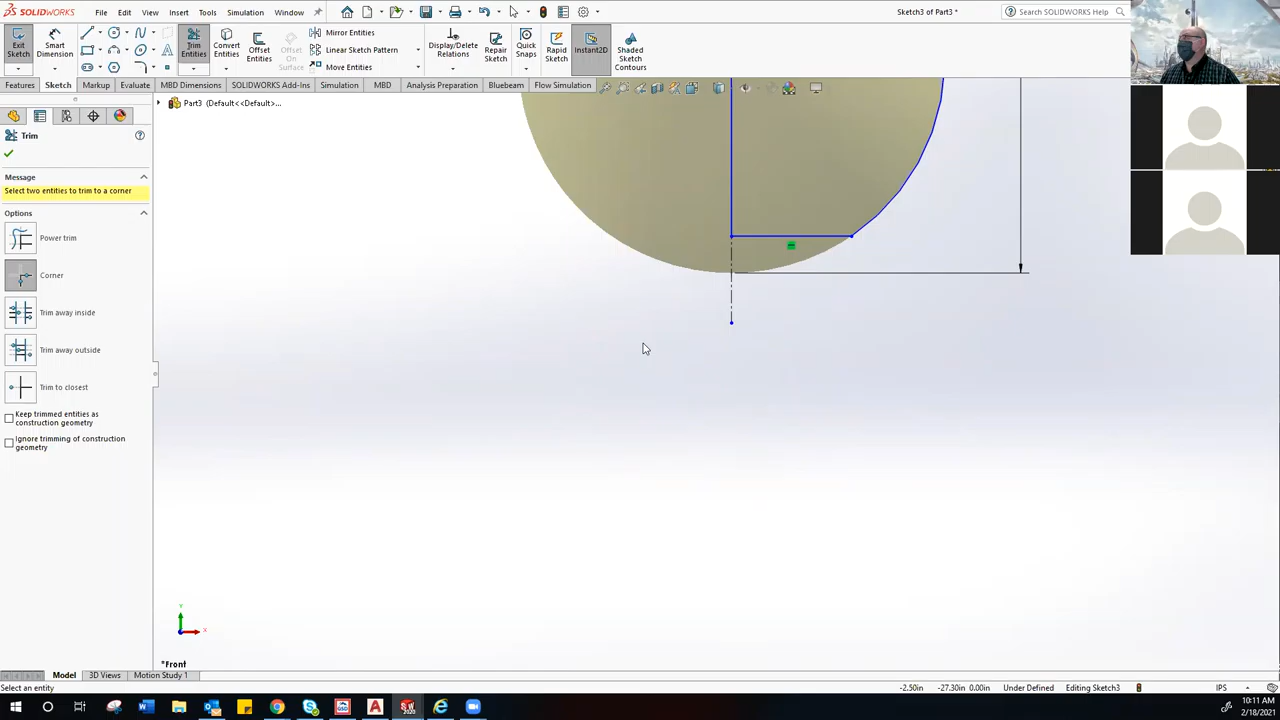 SOLIDWORKS
File Edit View Insert Tools Simulation Window
Sketch3 of Part3 *
Search SOLIDWORKS Help
Exit Sketch
Smart Dimension
Trim Entities
Convert Entities
Offset Entities
Offset On Surface
Mirror Entities
Linear Sketch Pattern
Move Entities
Display/Delete Relations
Repair Sketch
Quick Snaps
Rapid Sketch
Instant2D
Shaded Sketch Contours
Features Sketch Markup Evaluate MBD Dimensions SOLIDWORKS Add-Ins Simulation MBD Analysis Preparation Bluebeam Flow Simulation
Part3 (Default<<Default>...
Trim
Message
Select two entities to trim to a corner
Options
Power trim
Corner
Trim away inside
Trim away outside
Trim to closest
Keep trimmed entities as
construction geometry
Ignore trimming of construction
geometry
Y
X
*Front
Model 3D Views Motion Study 1
Select an entity
-2.50in -27.30in 0.00in Under Defined Editing Sketch3 IPS
10:11 AM
2/18/2021